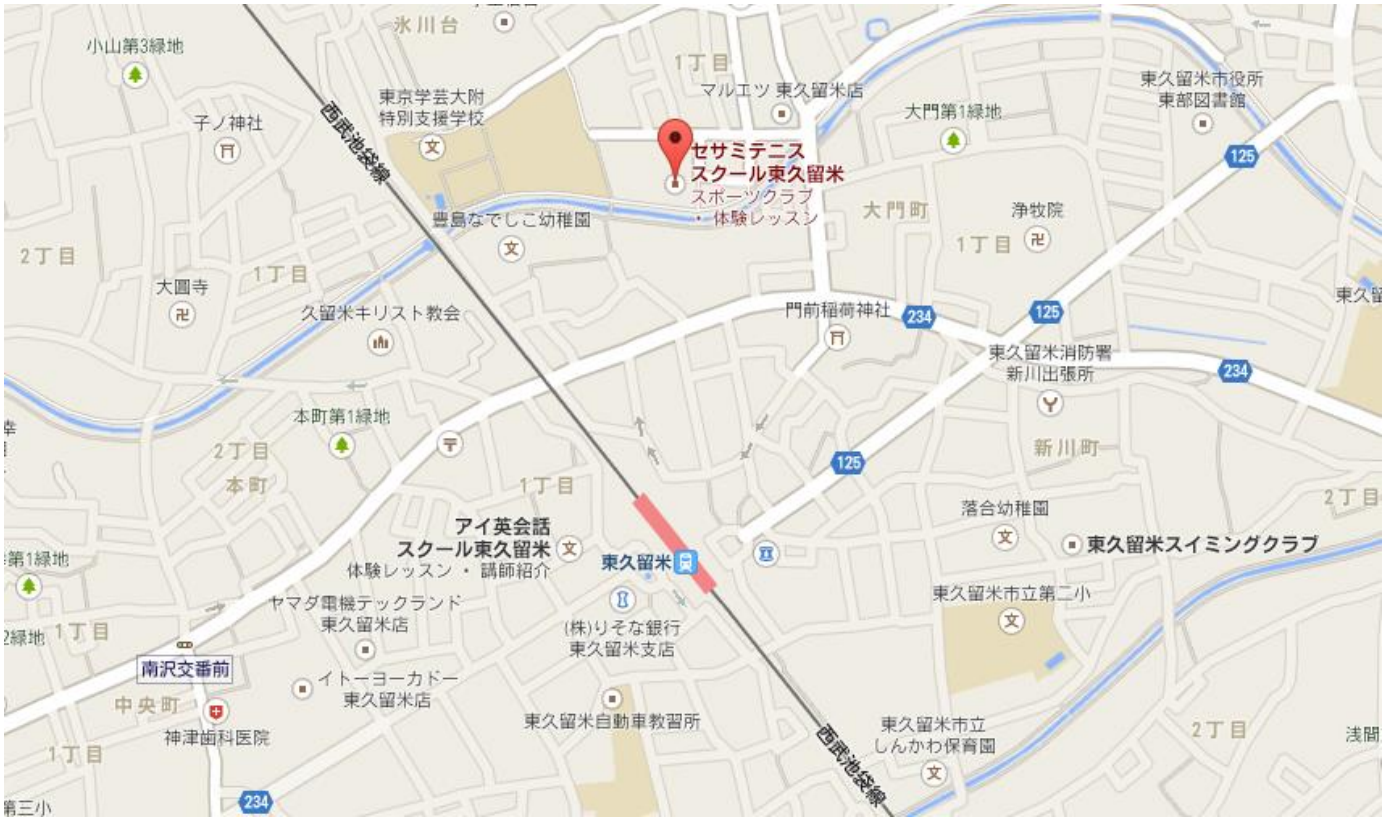 氷川台
小山第3緑地
1丁目
東京学芸大附
特別支援学校
マルエツ 東久留米店
東久留米市役所
東部図書館
大門第1緑地
子ノ神社
西武池袋線
セサミテニス
スクール東久留米
スポーツクラブ
・ 体験レッスン
125
豊島なでしこ幼稚園
大門町
浄牧院
1丁目
2丁目
1丁目
大圓寺
久留米キリスト教会
門前稲荷神社
234
125
東久留米消防署
新川出張所
234
本町第1緑地
2丁目
本町
新川町
125
1丁目
2丁目
アイ英会話
スクール東久留米
体験レッスン ・ 講師紹介
落合幼稚園
東久留米スイミングクラブ
東久留米
第1緑地
ヤマダ電機テックランド
東久留米店
(株)りそな銀行
東久留米支店
東久留米市立第二小
2緑地
1丁目
南沢交番前
イトーヨーカドー
東久留米店
中央町
神津歯科医院
東久留米自動車教習所
東久留米市立
しんかわ保育園
2丁目
浅間
1丁目
西武池袋線
234
第三小